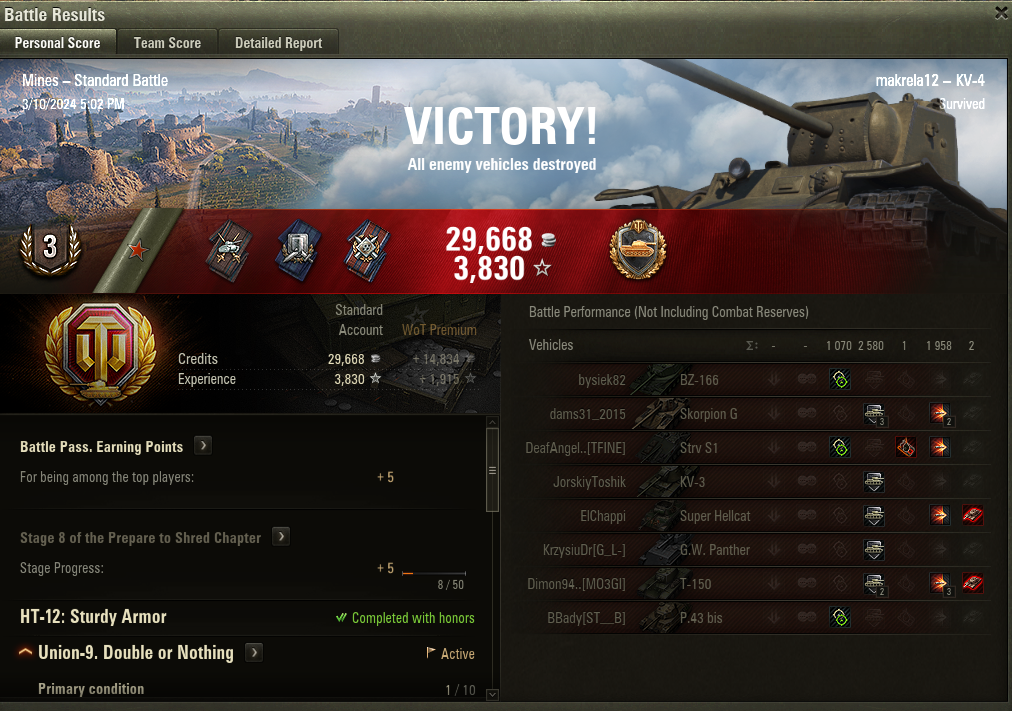 Battle Results
Personal Score Team Score Detailed Report
Mines – Standard Battle
3/10/2024 5:02 PM
makrela12 – KV-4
Survived
VICTORY!
All enemy vehicles destroyed
3
29,668
3,830
Standard Account WoT Premium
Credits 29,668 + 14,834
Experience 3,830 + 1,915
Battle Pass. Earning Points
For being among the top players: + 5
Stage 8 of the Prepare to Shred Chapter
Stage Progress: + 5
8 / 50
HT-12: Sturdy Armor Completed with honors
Union-9. Double or Nothing Active
Primary condition 1 / 10
Battle Performance (Not Including Combat Reserves)
Vehicles Σ: - - 1 070 2 580 1 1 958 2
bysiek82 BZ-166
dams31_2015 Skorpion G 3 2
DeafAngel..[TFINE] Strv S1
JorskiyToshik KV-3
ElChappi Super Hellcat
KrzysiuDr[G_L-] G.W. Panther
Dimon94..[MO3GI] T-150 2 3
BBady[ST__B] P.43 bis